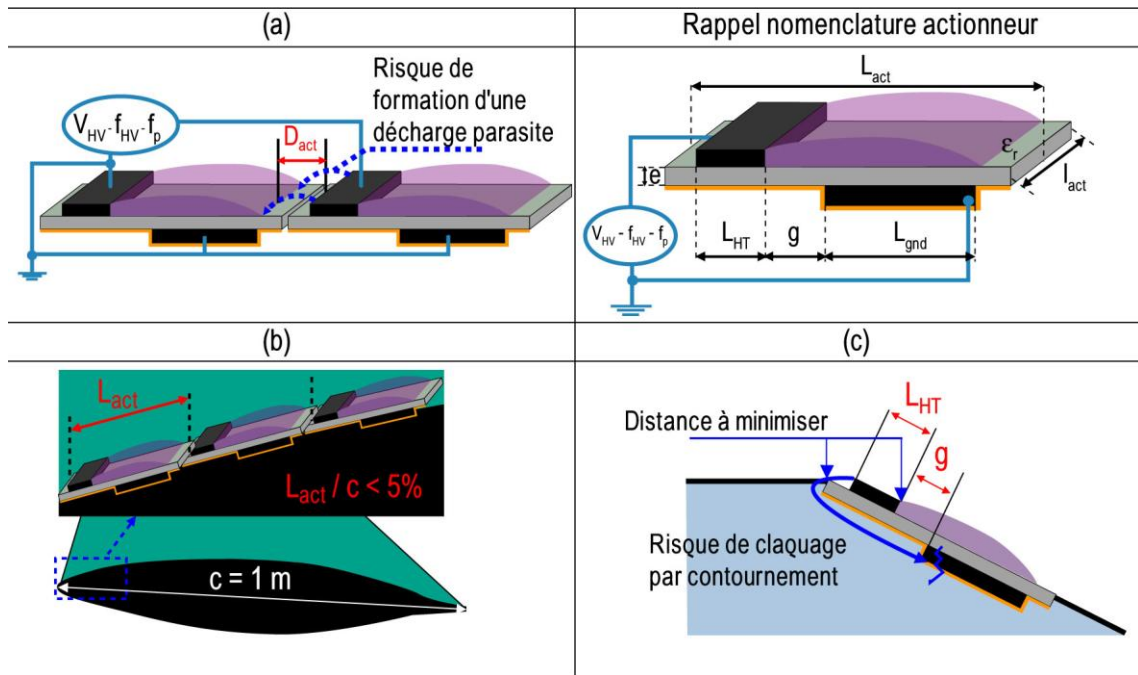 (a)
Rappel nomenclature actionneur
Risque de
formation d'une
décharge parasite
V_HV - f_HV - f_p
D_act
L_act
ε_r
e
l_act
V_HV - f_HV - f_p
L_HT
g
L_gnd
(b)
(c)
L_act
L_act / c < 5%
c = 1 m
L_HT
Distance à minimiser
g
Risque de claquage
par contournement